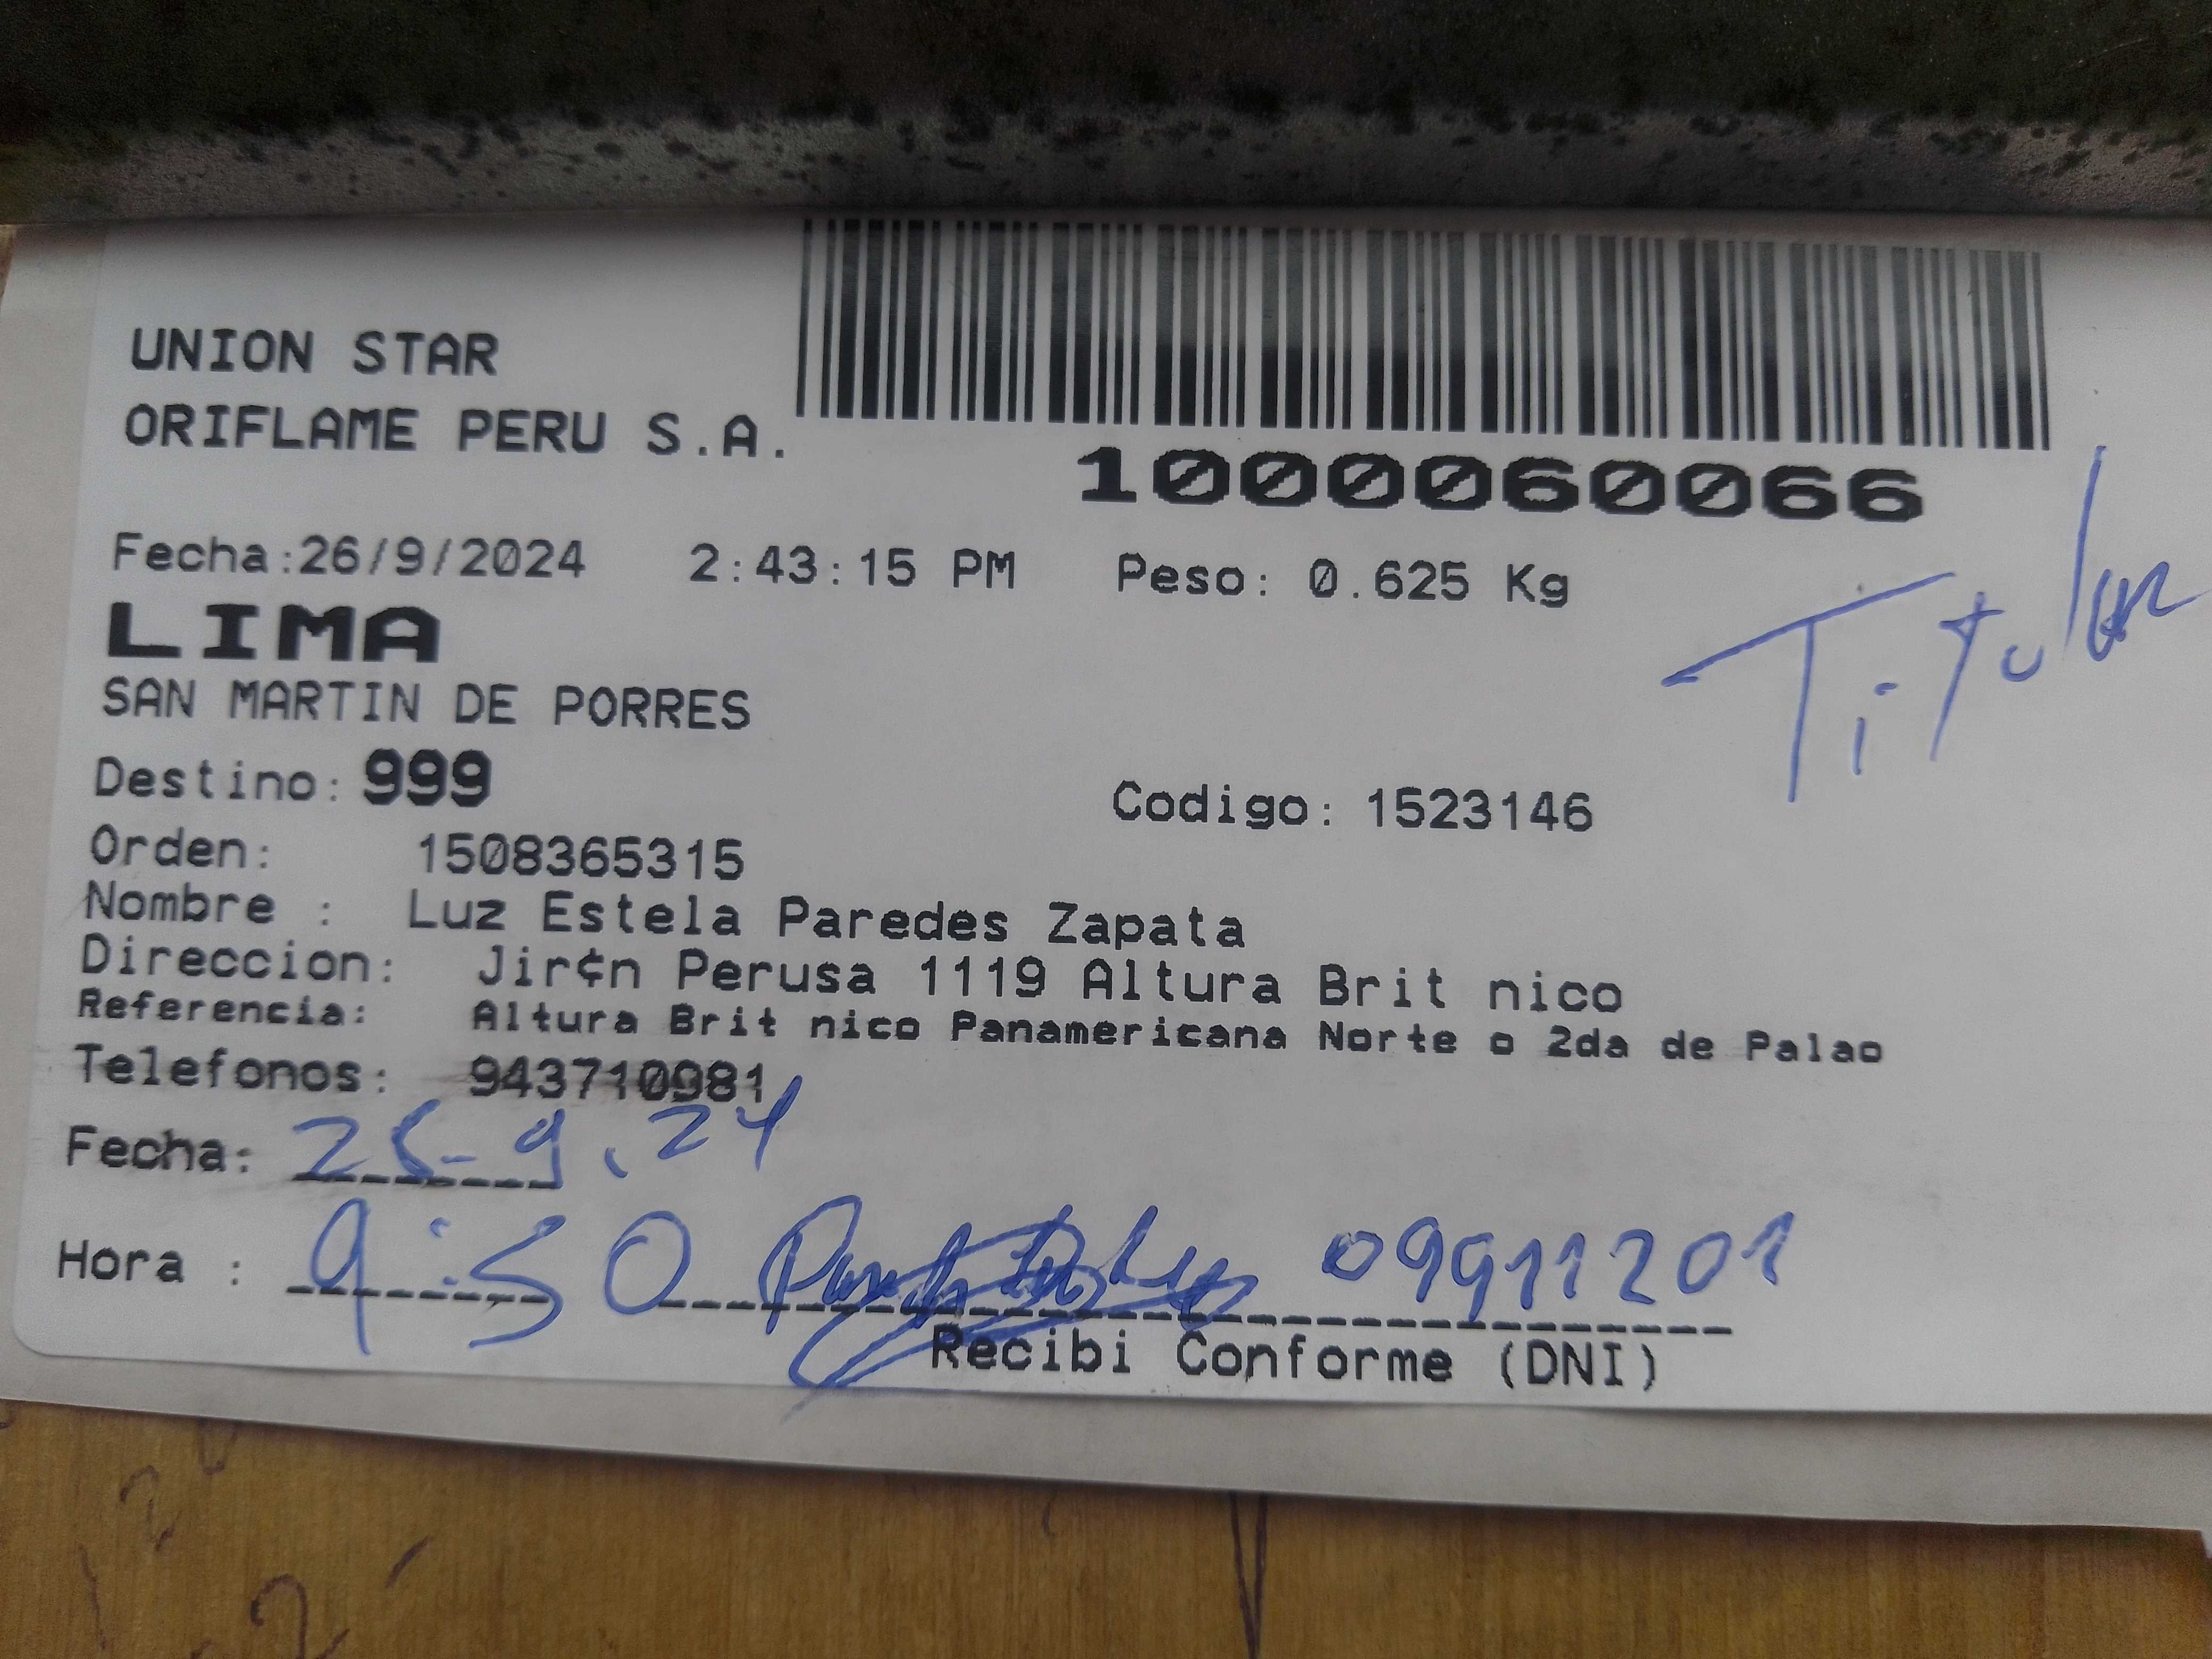 UNION STAR
ORIFLAME PERU S.A.
1000060066
Fecha:26/9/2024 2:43:15 PM Peso: 0.625 Kg
Titular
LIMA
SAN MARTIN DE PORRES
Destino: 999 Codigo: 1523146
Orden: 1508365315
Nombre : Luz Estela Paredes Zapata
Direccion: Jir¢n Perusa 1119 Altura Brit nico
Referencia: Altura Brit nico Panamericana Norte o 2da de Palao
Telefonos: 943710981
Fecha: 9.24
Hora : 9:50 09911201
Recibi Conforme (DNI)